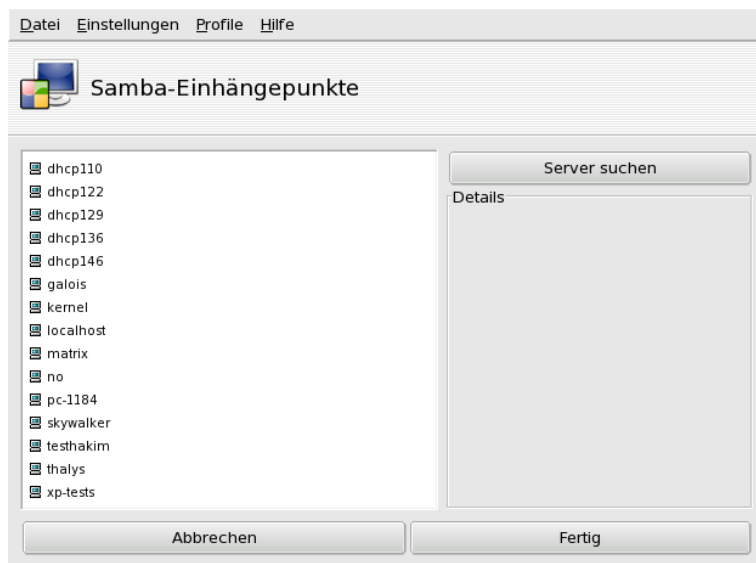 Datei Einstellungen Profile Hilfe
Samba-Einhängepunkte
dhcp110
dhcp122
dhcp129
dhcp136
dhcp146
galois
kernel
localhost
matrix
no
pc-1184
skywalker
testhakim
thalys
xp-tests
Server suchen
Details
Abbrechen Fertig